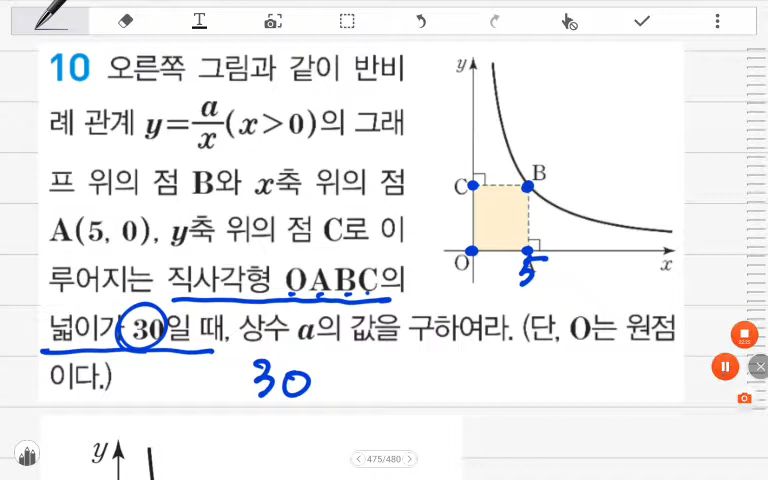 T
10 오른쪽 그림과 같이 반비
례 관계 y=a/x(x>0)의 그래
프 위의 점 B와 x축 위의 점
A(5, 0), y축 위의 점 C로 이
루어지는 직사각형 OABC의
넓이가 30일 때, 상수 a의 값을 구하여라. (단, O는 원점
이다.)
30
y
C
B
O
5
x
y
475/480